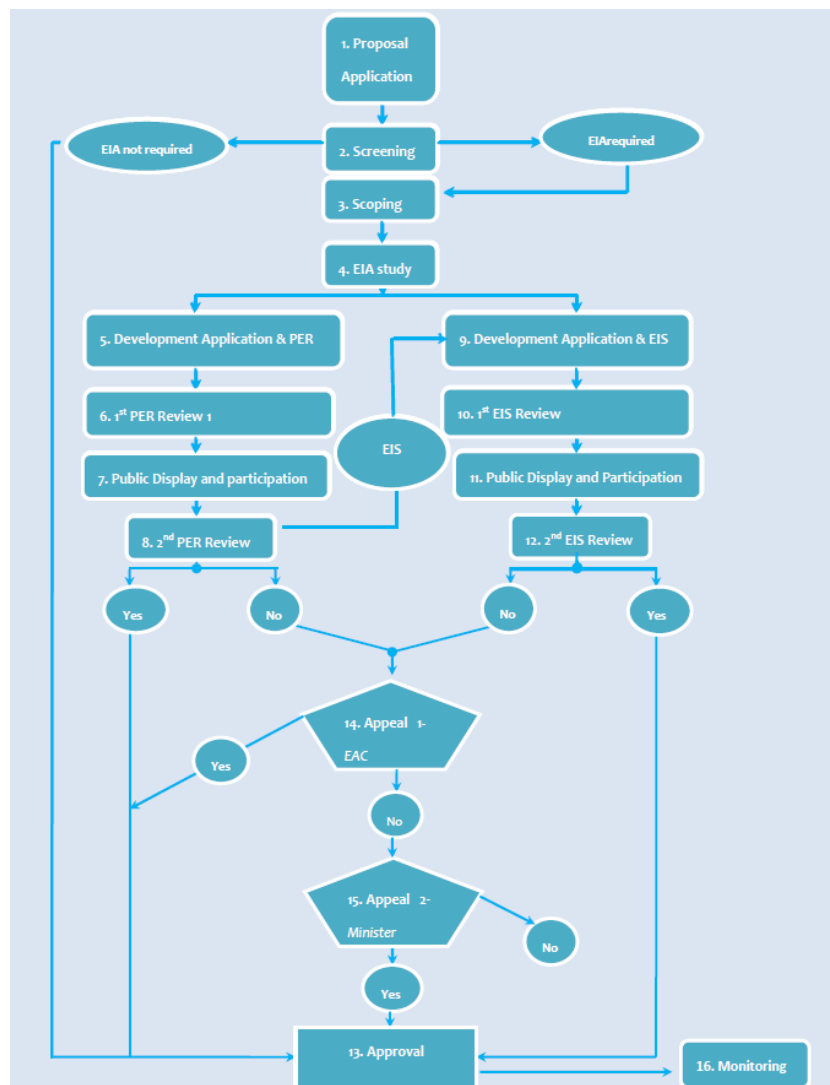 1. Proposal
Application
EIA not required
2. Screening
EIArequired
3. Scoping
4. EIA study
5. Development Application & PER
9. Development Application & EIS
6. 1st PER Review 1
10. 1st EIS Review
EIS
7. Public Display and participation
11. Public Display and Participation
8. 2nd PER Review
12. 2nd EIS Review
Yes
No
No
Yes
14. Appeal 1-
EAC
Yes
No
15. Appeal 2-
Minister
No
Yes
13. Approval
16. Monitoring